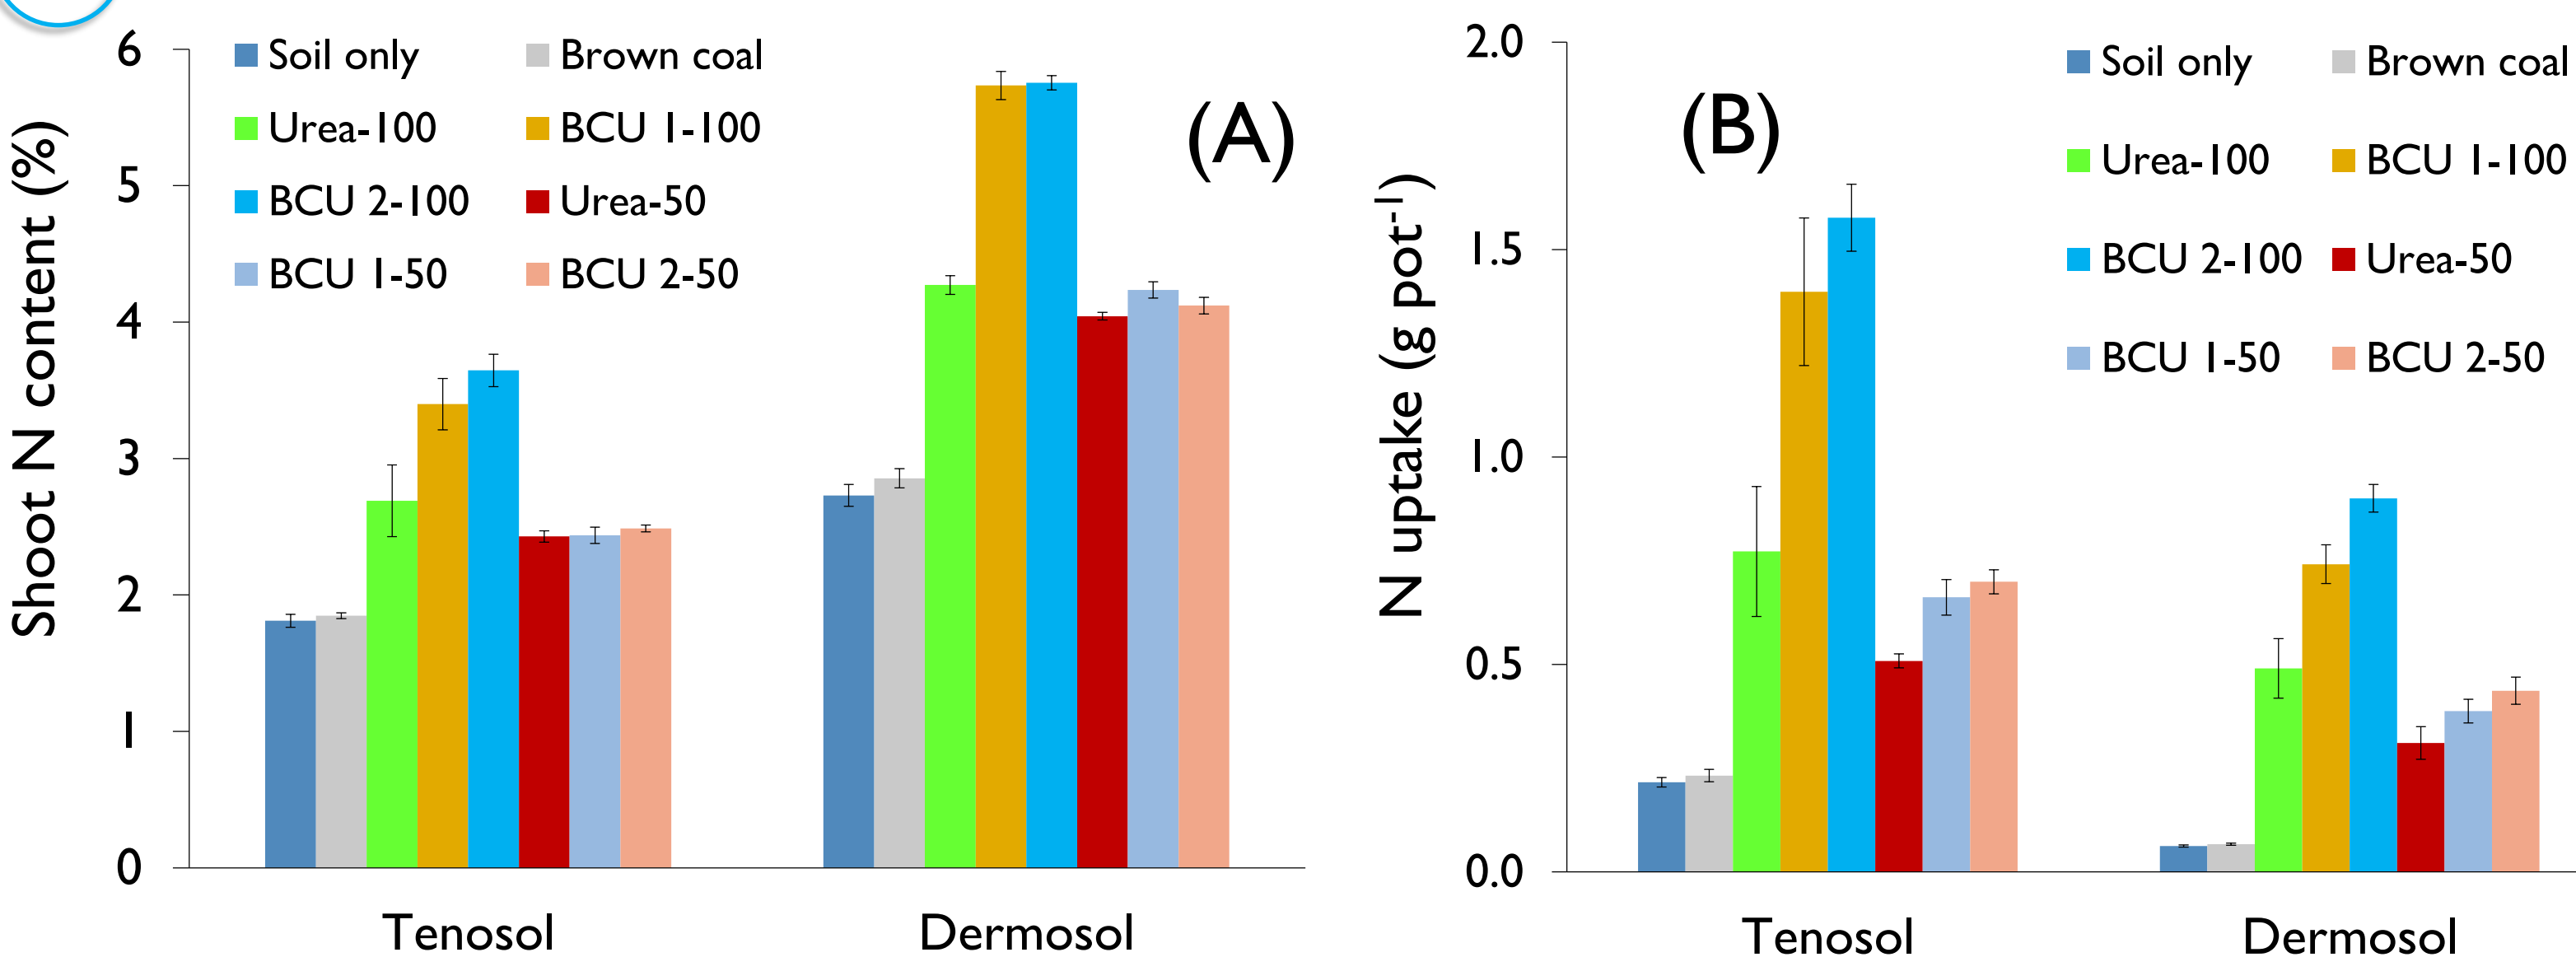 6
5
4
3
2
1
0
Shoot N content (%)
Soil only
Brown coal
Urea-100
BCU 1-100
BCU 2-100
Urea-50
BCU 1-50
BCU 2-50
(A)
Tenosol
Dermosol
2.0
1.5
1.0
0.5
0.0
N uptake (g pot⁻¹)
(B)
Soil only
Brown coal
Urea-100
BCU 1-100
BCU 2-100
Urea-50
BCU 1-50
BCU 2-50
Tenosol
Dermosol